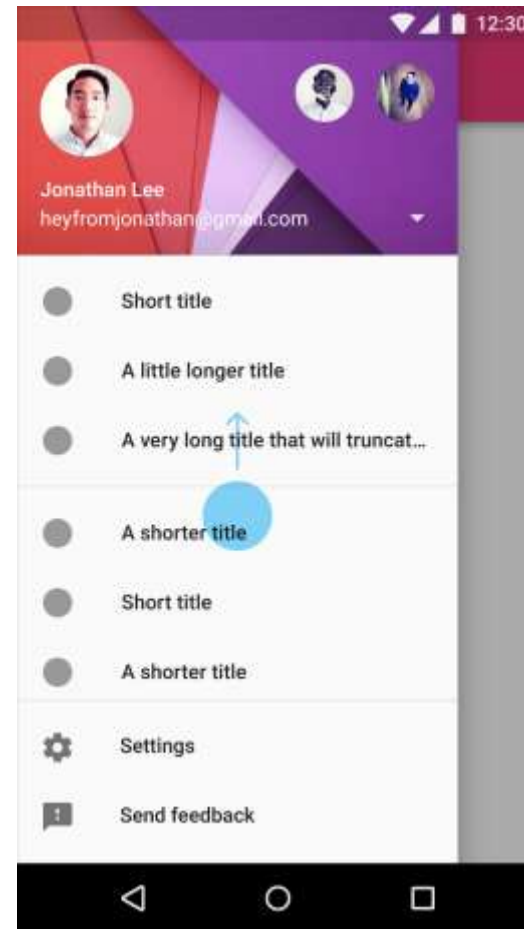 12:30
Jonathan Lee
heyfromjonathan@gmail.com
Short title
A little longer title
A very long title that will truncat...
A shorter title
Short title
A shorter title
Settings
Send feedback